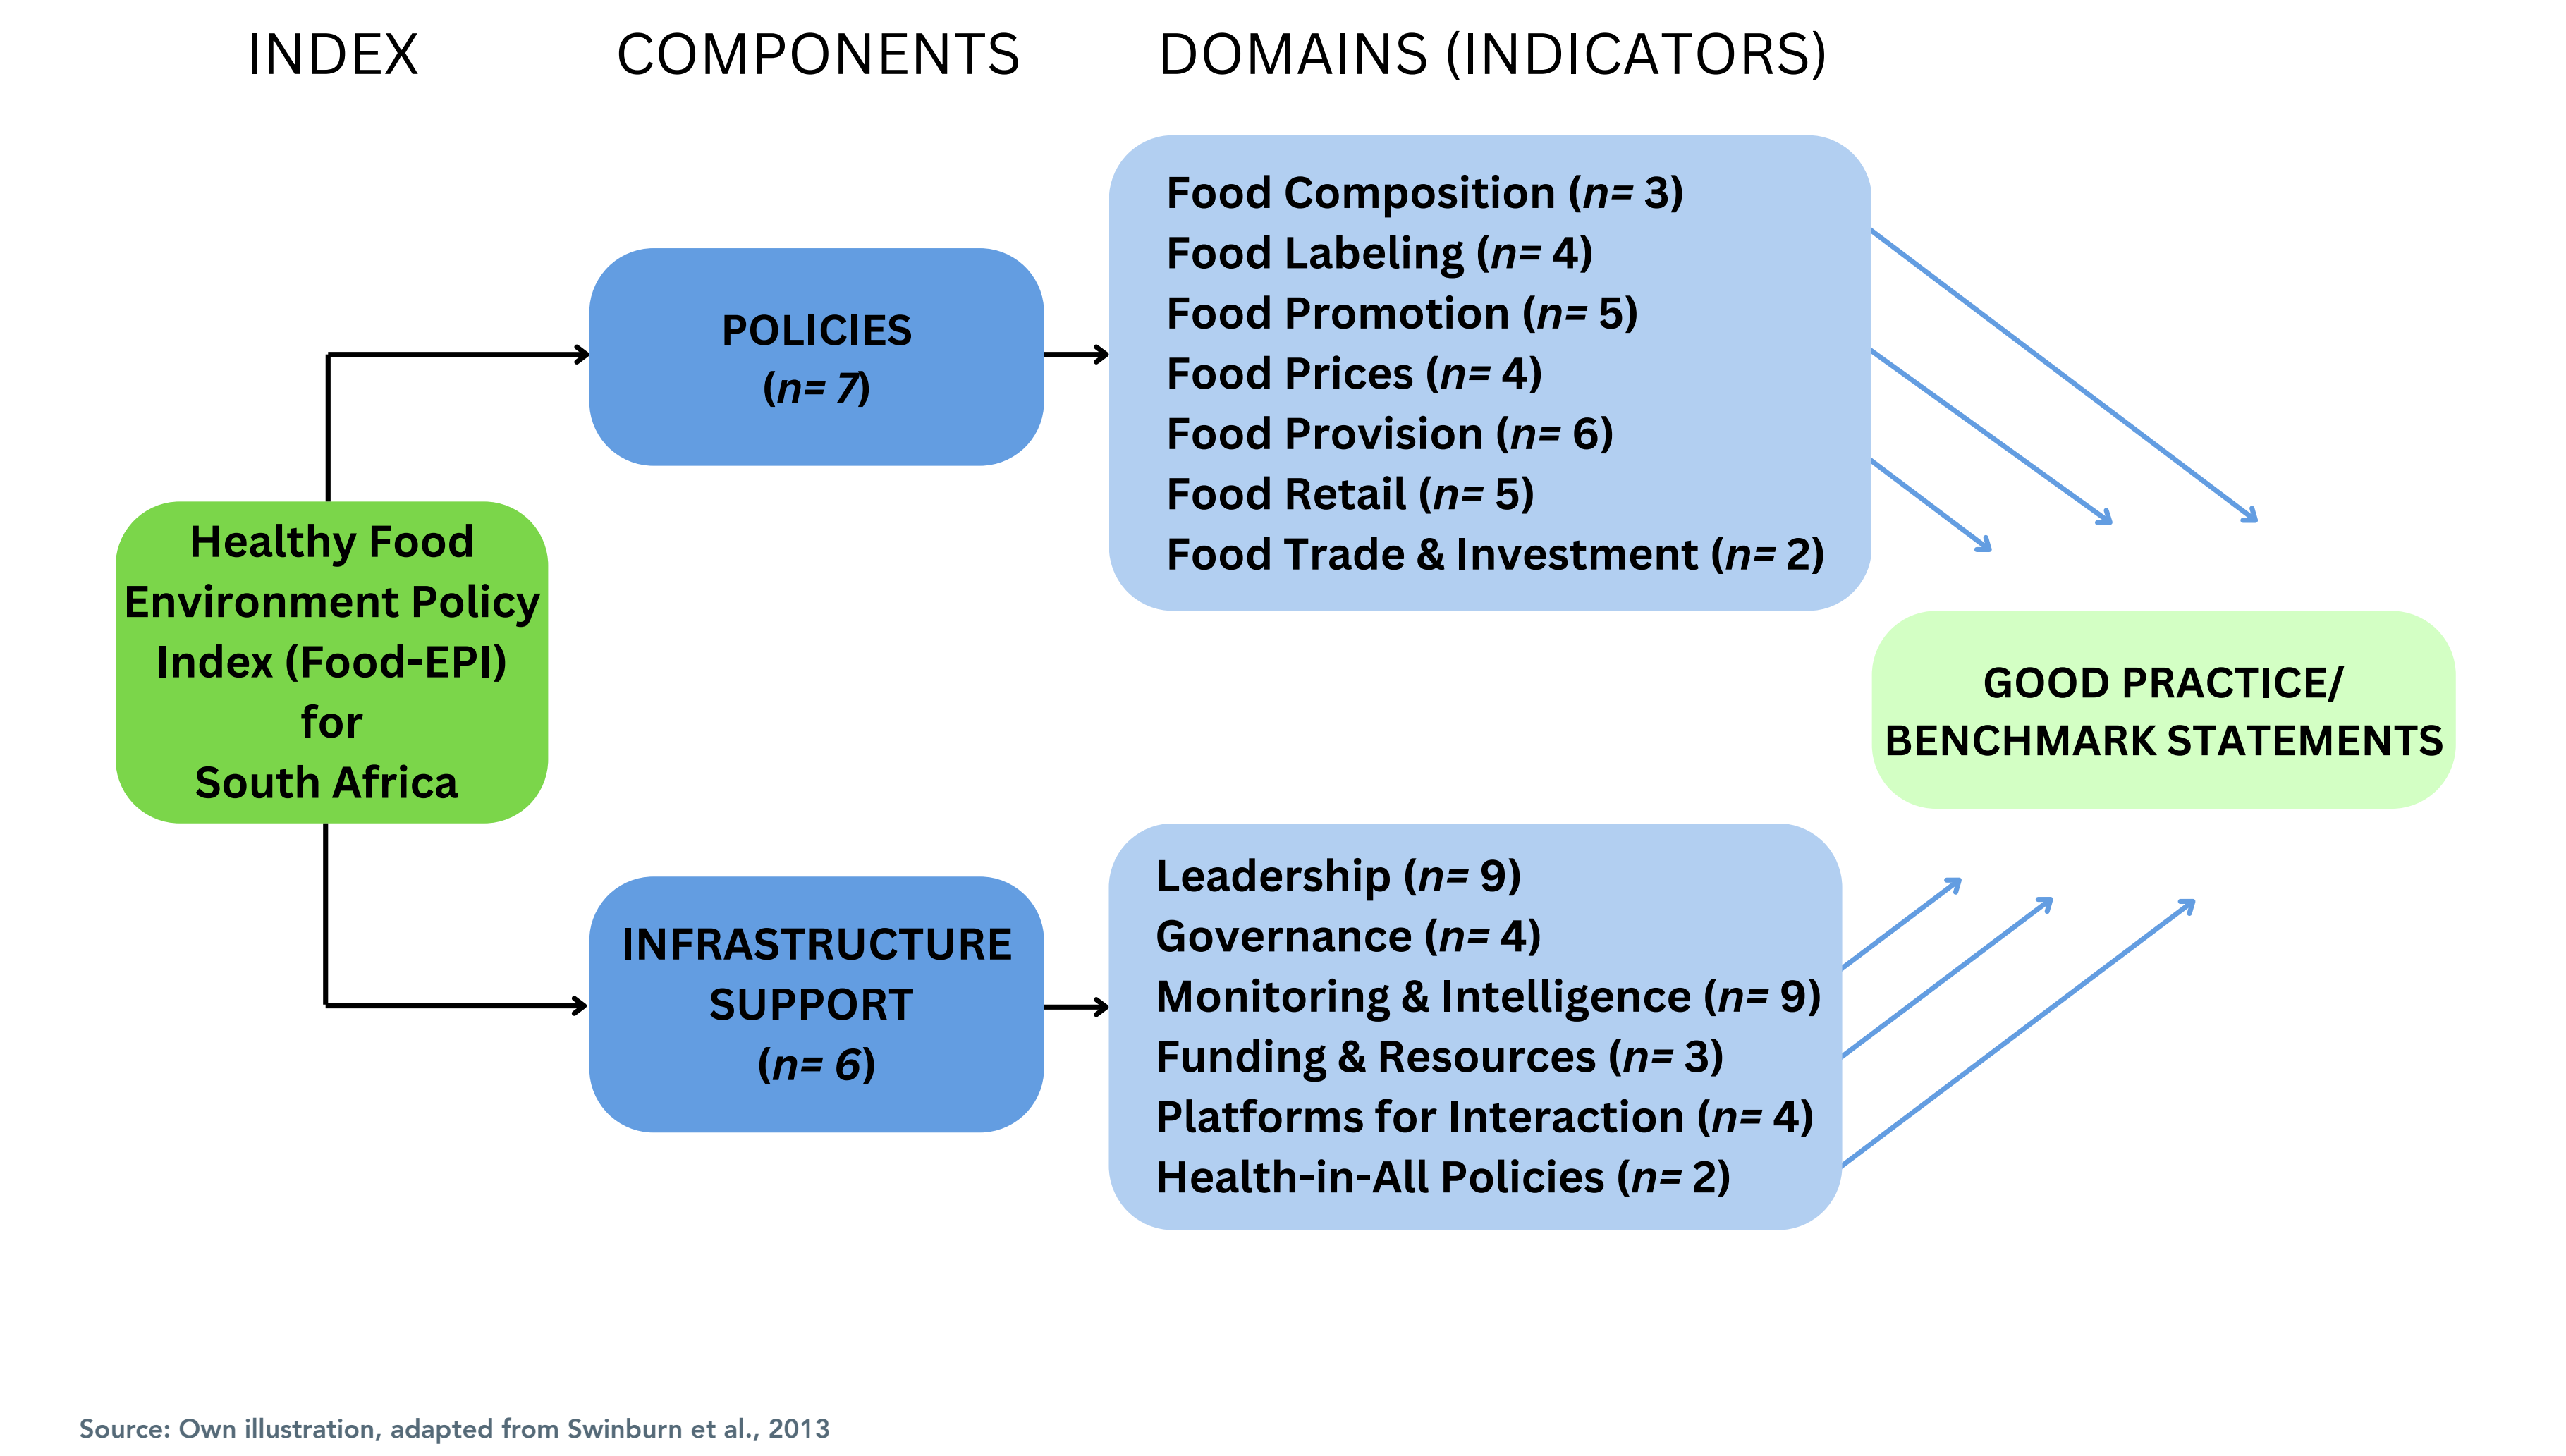 INDEX
COMPONENTS
DOMAINS (INDICATORS)
Healthy Food
Environment Policy
Index (Food-EPI)
for
South Africa
POLICIES
(n= 7)
Food Composition (n= 3)
Food Labeling (n= 4)
Food Promotion (n= 5)
Food Prices (n= 4)
Food Provision (n= 6)
Food Retail (n= 5)
Food Trade & Investment (n= 2)
INFRASTRUCTURE
SUPPORT
(n= 6)
Leadership (n= 9)
Governance (n= 4)
Monitoring & Intelligence (n= 9)
Funding & Resources (n= 3)
Platforms for Interaction (n= 4)
Health-in-All Policies (n= 2)
GOOD PRACTICE/
BENCHMARK STATEMENTS
Source: Own illustration, adapted from Swinburn et al., 2013